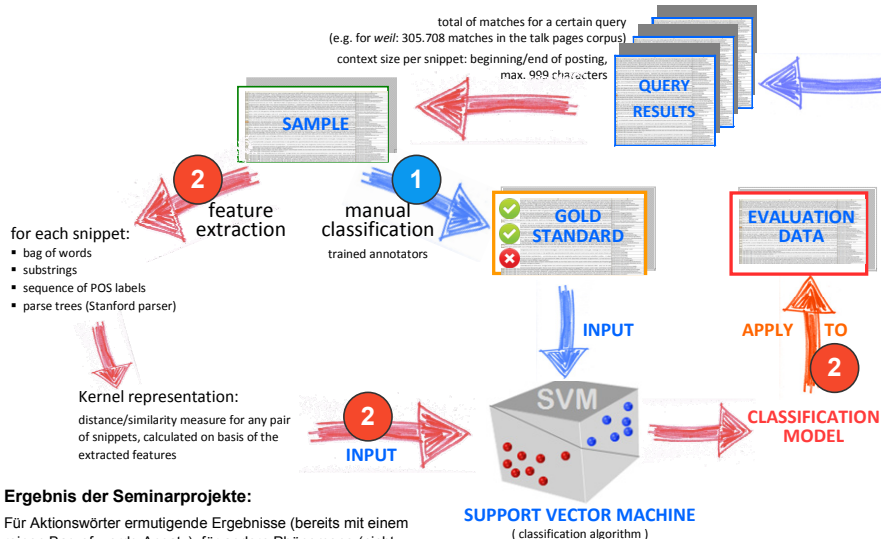 total of matches for a certain query
(e.g. for weil: 305.708 matches in the talk pages corpus)
context size per snippet: beginning/end of posting,
max. 999 characters
QUERY
RESULTS
SAMPLE
2
feature
extraction
1
manual
classification
trained annotators
for each snippet:
▪ bag of words
▪ substrings
▪ sequence of POS labels
▪ parse trees (Stanford parser)
GOLD
STANDARD
EVALUATION
DATA
INPUT
APPLY TO
2
Kernel representation:
distance/similarity measure for any pair
of snippets, calculated on basis of the
extracted features
2
INPUT
SVM
CLASSIFICATION
MODEL
SUPPORT VECTOR MACHINE
( classification algorithm )
Ergebnis der Seminarprojekte:
Für Aktionswörter ermutigende Ergebnisse (bereits mit einem